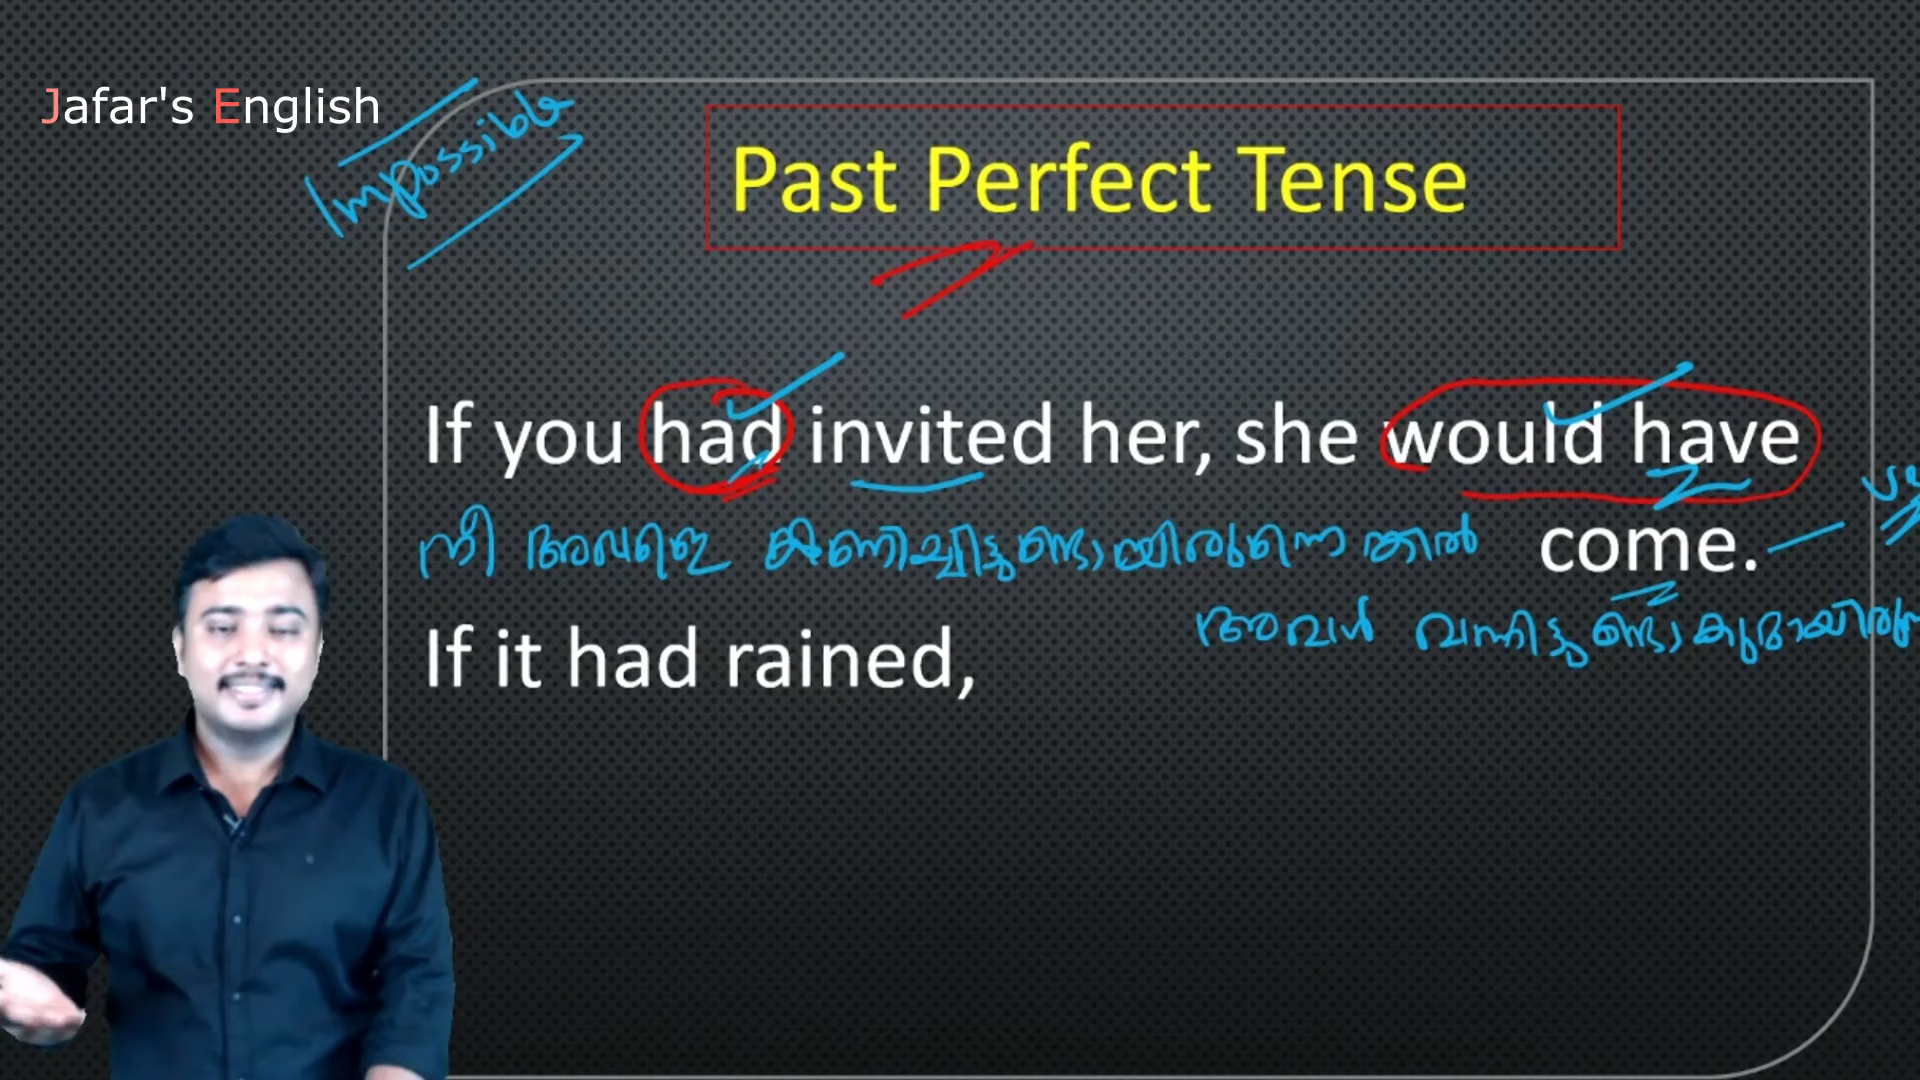 Jafar's English
Impossible
Past Perfect Tense
If you had invited her, she would have
നീ അവളെ ക്ഷണിച്ചിട്ടുണ്ടായിരുന്നെങ്കിൽ
come.
അവൾ
If it had rained,